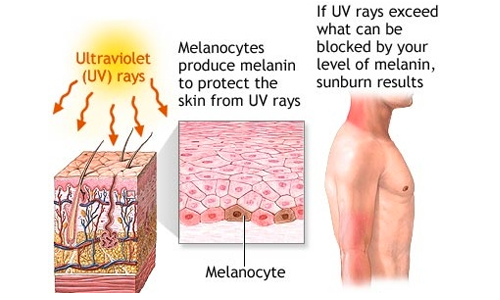 Ultraviolet
(UV) rays
Melanocytes
produce melanin
to protect the
skin from UV rays
If UV rays exceed
what can be
blocked by your
level of melanin,
sunburn results
Melanocyte